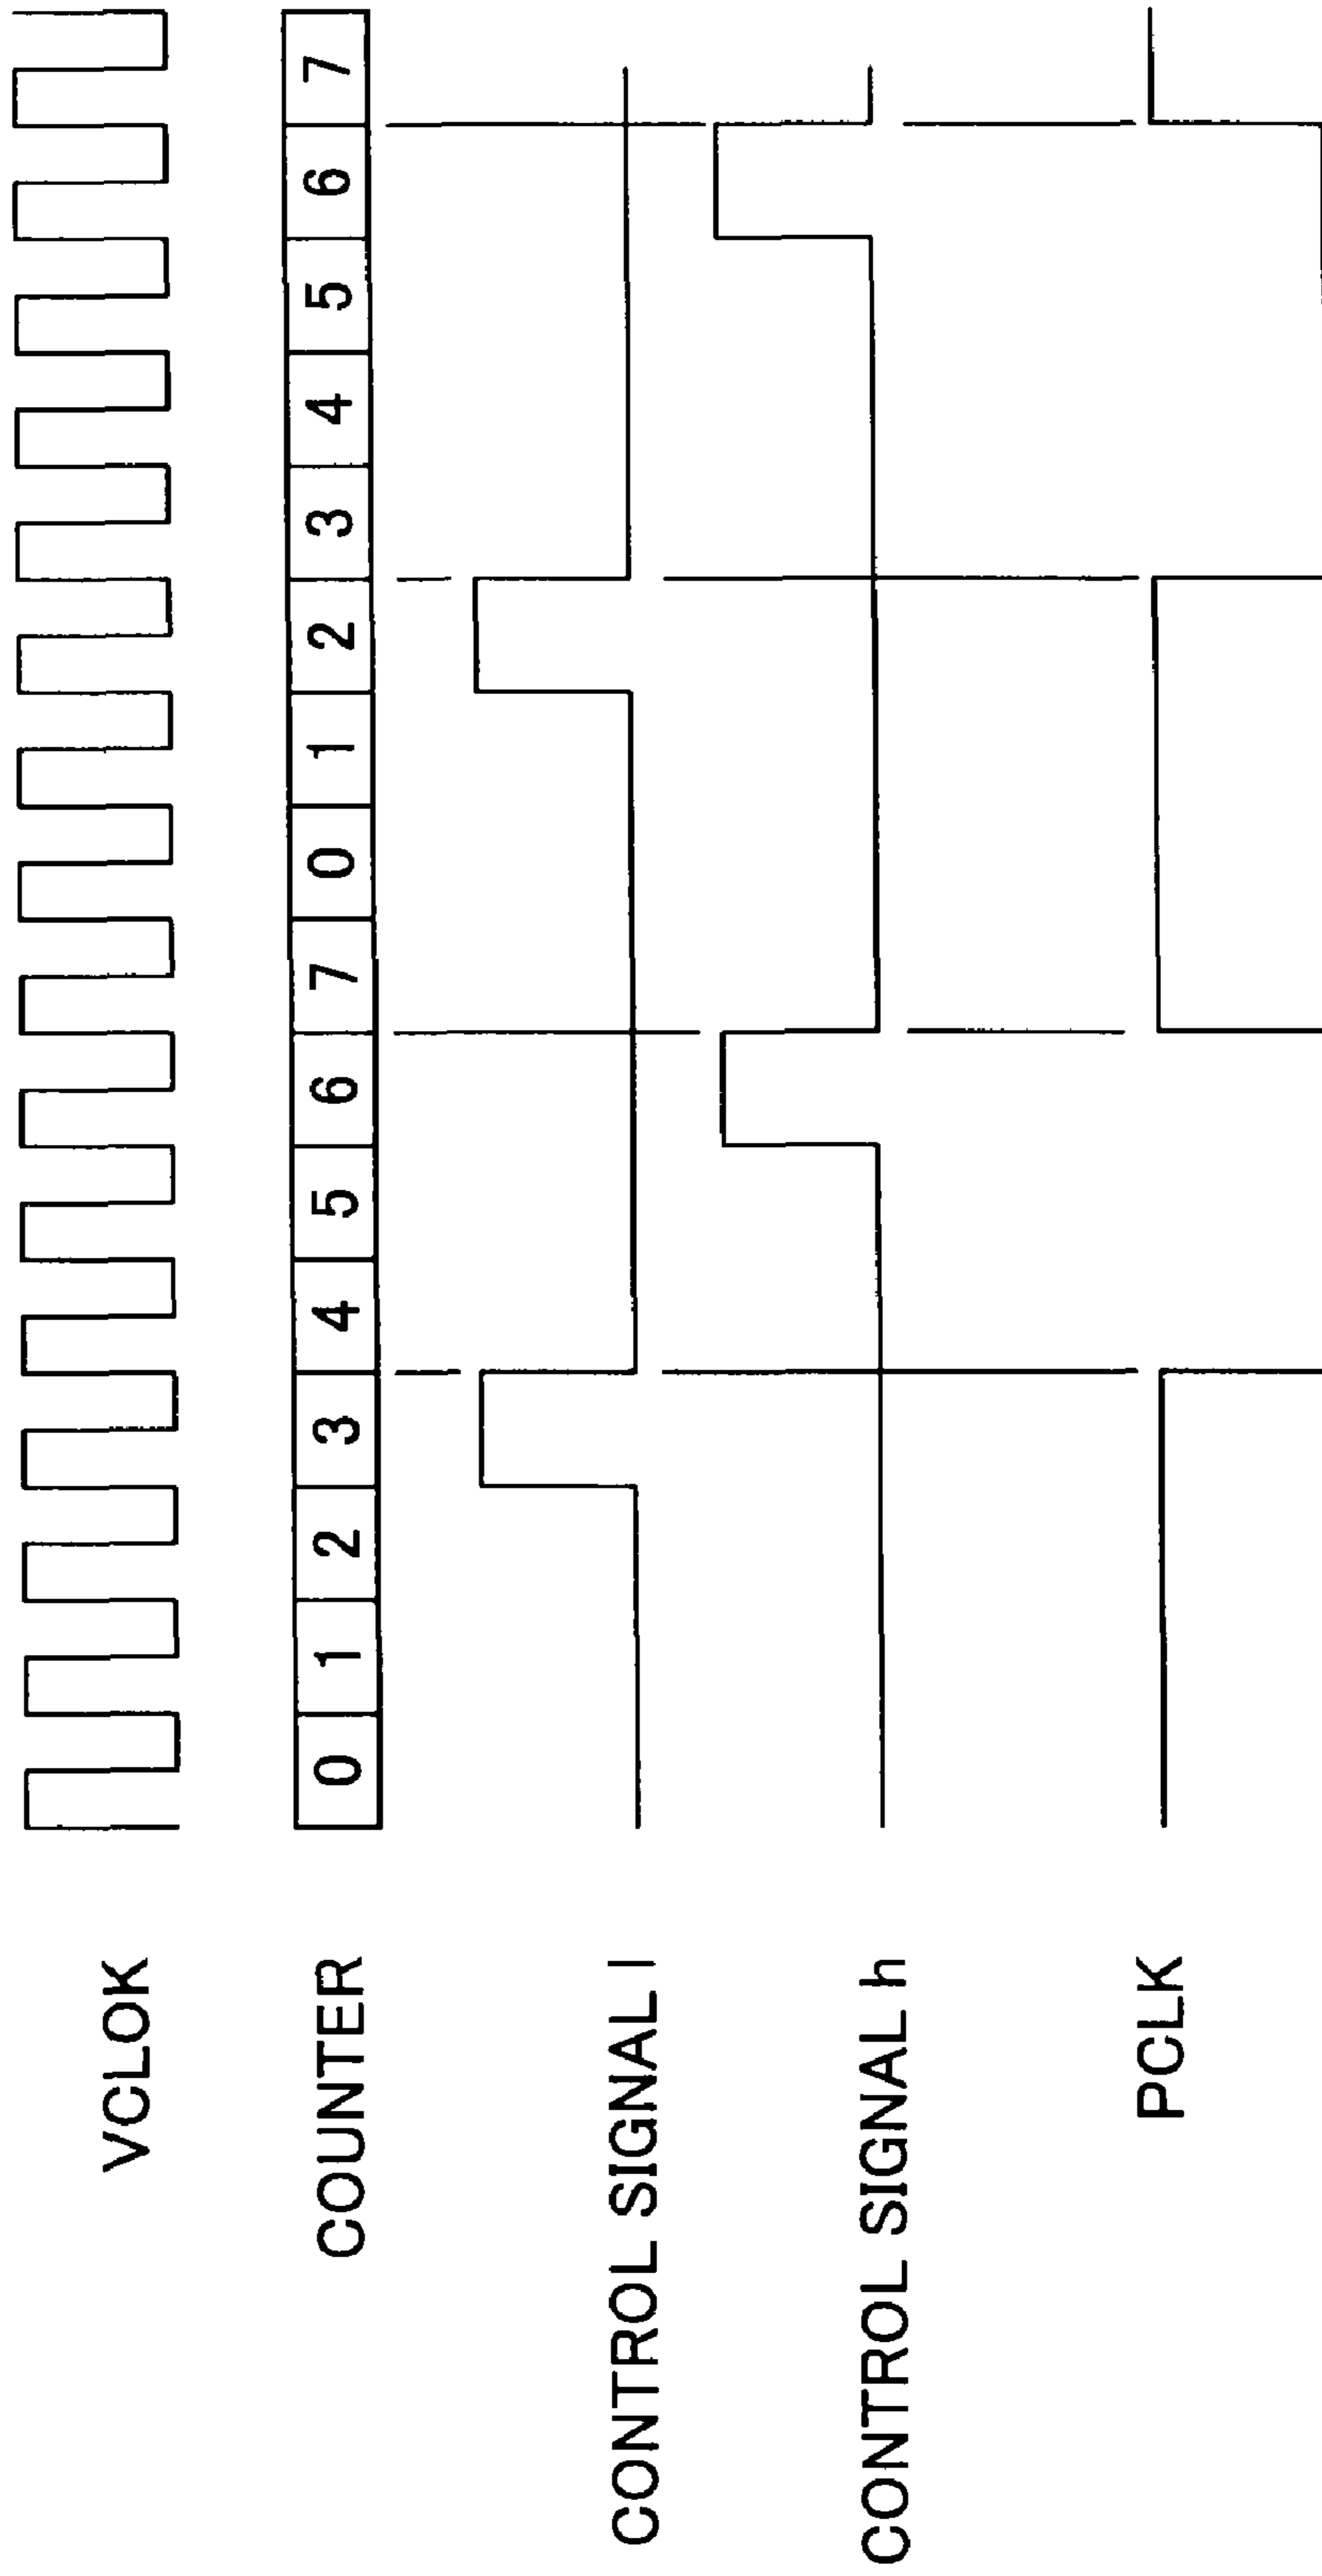 VCLOK
COUNTER 0 1 2 3 4 5 6 7 0 1 2 3 4 5 6 7
CONTROL SIGNAL l
CONTROL SIGNAL h
PCLK